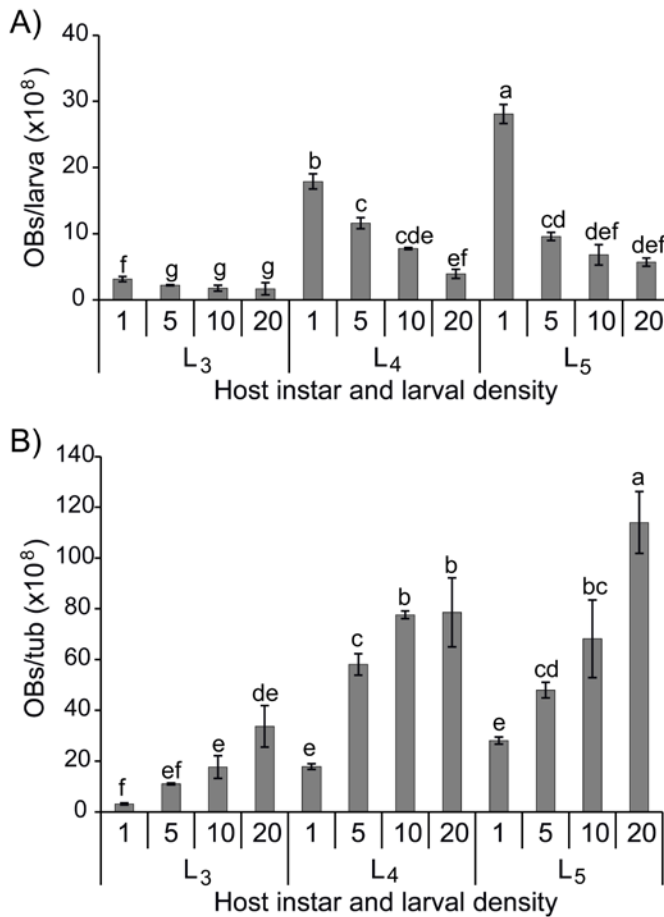 A)
OBs/larva (x10⁸)
40
30
20
10
0
f g g g b c cde ef a cd def def
1 5 10 20 1 5 10 20 1 5 10 20
L₃ L₄ L₅
Host instar and larval density
B)
OBs/tub (x10⁸)
140
120
100
80
60
40
20
0
f ef e de e c b b e cd bc a
1 5 10 20 1 5 10 20 1 5 10 20
L₃ L₄ L₅
Host instar and larval density